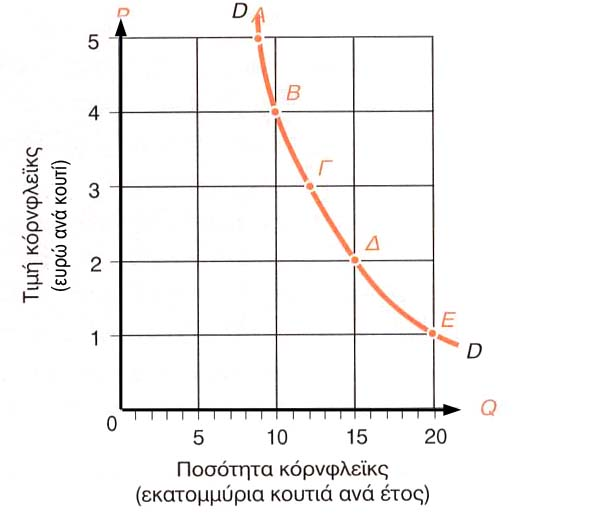 P
D A
5
B
4
Γ
3
Δ
2
E
1
D
0
5 10 15 20
Q
Τιμή κόρνφλεϊκς
(ευρώ ανά κουτί)
Ποσότητα κόρνφλεϊκς
(εκατομμύρια κουτιά ανά έτος)